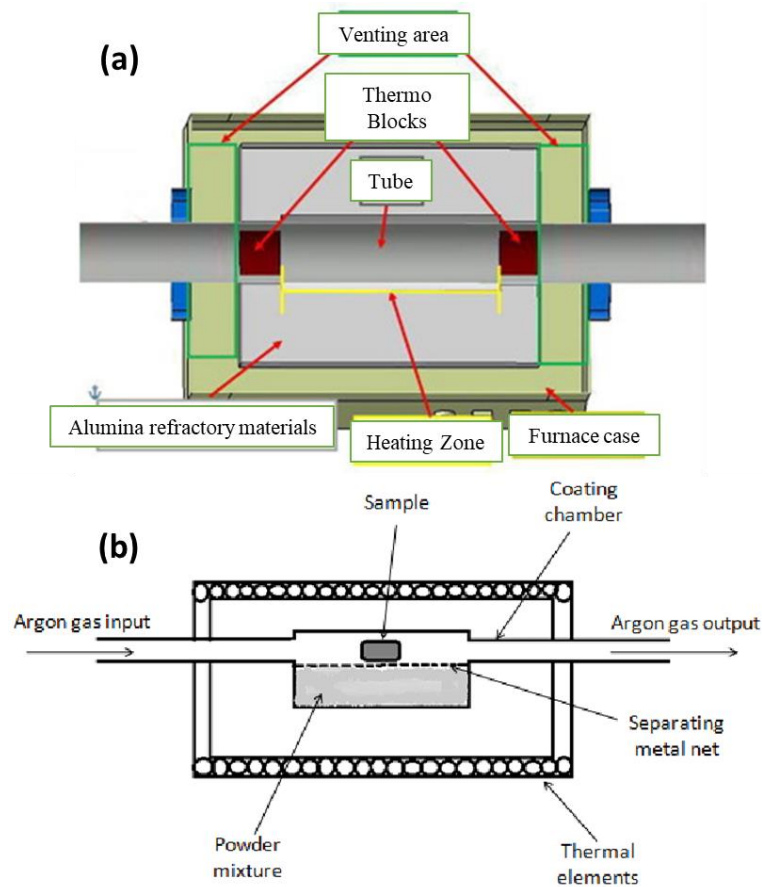 (a)
Venting area
Thermo
Blocks
Tube
Alumina refractory materials
Heating Zone
Furnace case
(b)
Sample
Coating
chamber
Argon gas input
Argon gas output
Separating
metal net
Powder
mixture
Thermal
elements